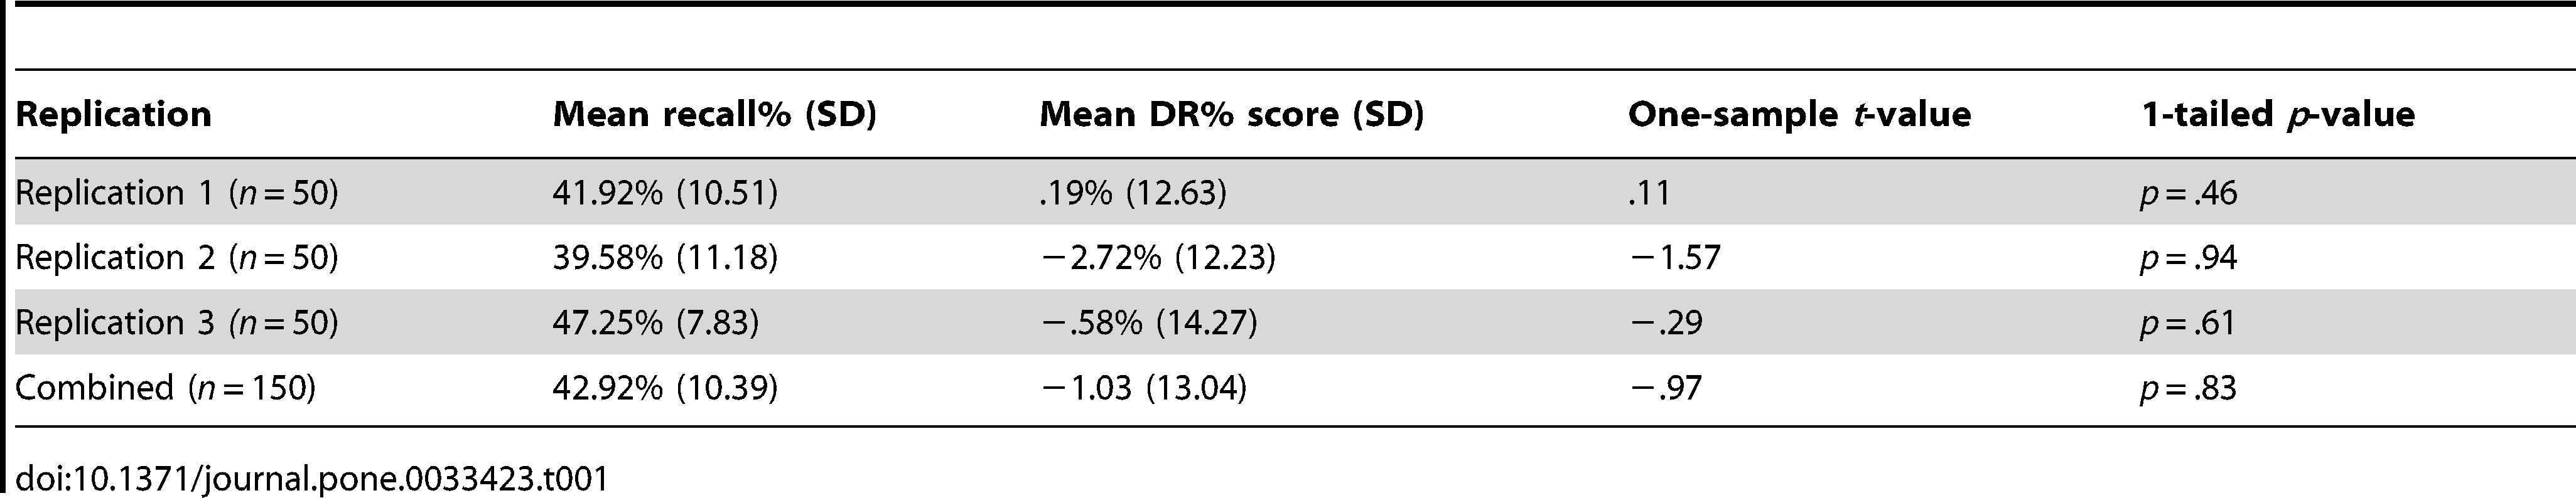 Replication Mean recall% (SD) Mean DR% score (SD) One-sample t-value 1-tailed p-value
Replication 1 (n = 50) 41.92% (10.51) .19% (12.63) .11 p = .46
Replication 2 (n = 50) 39.58% (11.18) −2.72% (12.23) −1.57 p = .94
Replication 3 (n = 50) 47.25% (7.83) −.58% (14.27) −.29 p = .61
Combined (n = 150) 42.92% (10.39) −1.03 (13.04) −.97 p = .83
doi:10.1371/journal.pone.0033423.t001